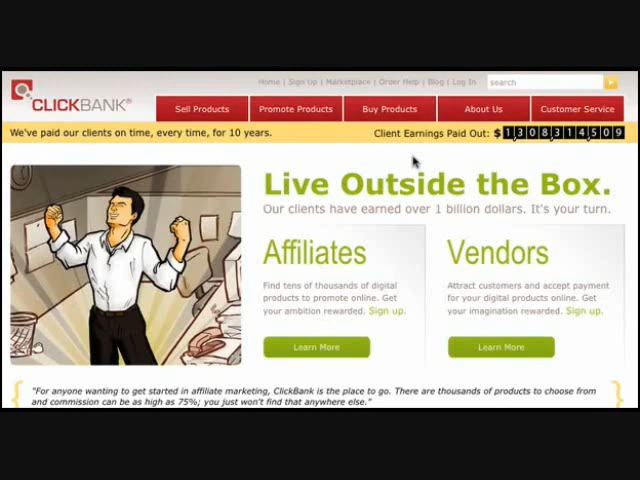 Home | Sign Up | Marketplace | Order Help | Blog | Log In
search
CLICKBANK®
Sell Products
Promote Products
Buy Products
About Us
Customer Service
We've paid our clients on time, every time, for 10 years.
Client Earnings Paid Out: $1,308,314,509
Live Outside the Box.
Our clients have earned over 1 billion dollars. It's your turn.
Affiliates
Find tens of thousands of digital
products to promote online. Get
your ambition rewarded. Sign up.
Learn More
Vendors
Attract customers and accept payment
for your digital products online. Get
your imagination rewarded. Sign up.
Learn More
"For anyone wanting to get started in affiliate marketing, ClickBank is the place to go. There are thousands of products to choose from
and commission can be as high as 75%; you just won't find that anywhere else."